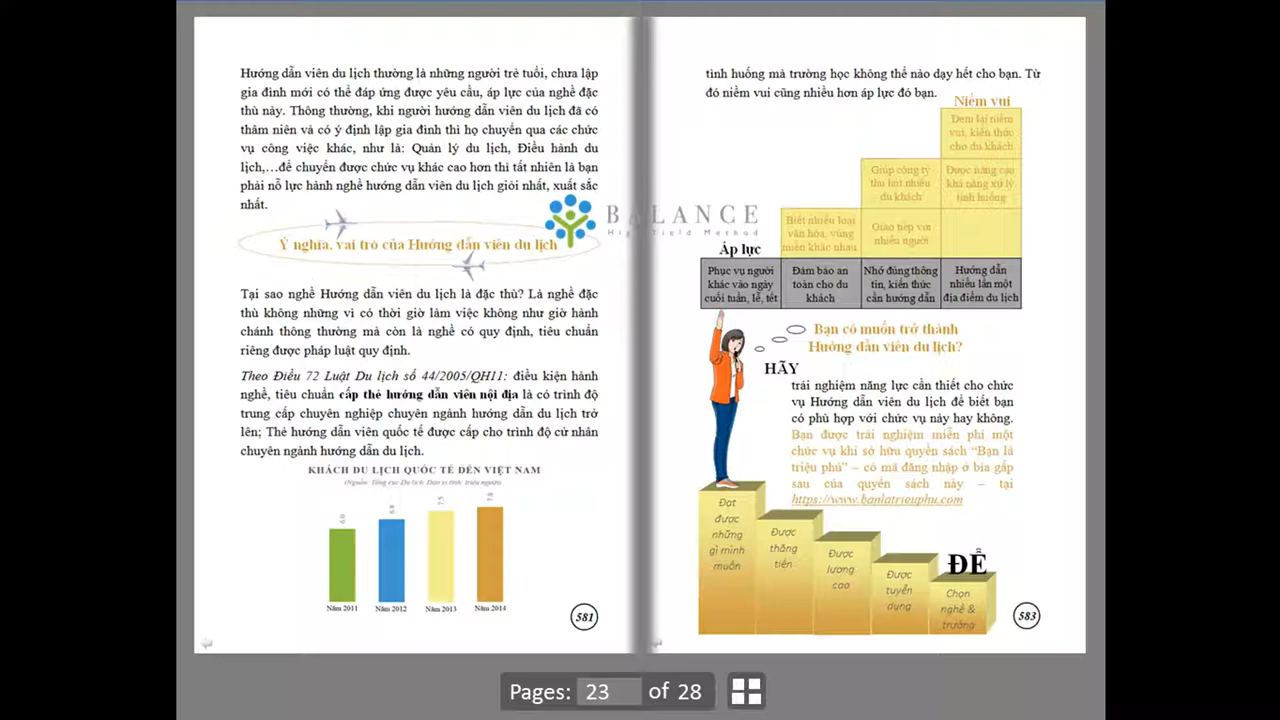 Hướng dẫn viên du lịch thường là những người trẻ tuổi, chưa lập
gia đình mới có thể đáp ứng được yêu cầu, áp lực của nghề đặc
thù này. Thông thường, khi người hướng dẫn viên du lịch đã có
thâm niên và có ý định lập gia đình thì họ chuyển qua các chức
vụ công việc khác, như là: Quản lý du lịch, Điều hành du
lịch,…để chuyển được chức vụ khác cao hơn thì tất nhiên là bạn
phải nỗ lực hành nghề hướng dẫn viên du lịch giỏi nhất, xuất sắc
nhất.
Ý nghĩa, vai trò của Hướng dẫn viên du lịch
Tại sao nghề Hướng dẫn viên du lịch là đặc thù? Là nghề đặc
thù không những vì có thời giờ làm việc không như giờ hành
chánh thông thường mà còn là nghề có quy định, tiêu chuẩn
riêng được pháp luật quy định.
Theo Điều 72 Luật Du lịch số 44/2005/QH11: điều kiện hành
nghề, tiêu chuẩn cấp thẻ hướng dẫn viên nội địa là có trình độ
trung cấp chuyên nghiệp chuyên ngành hướng dẫn du lịch trở
lên; Thẻ hướng dẫn viên quốc tế được cấp cho trình độ cử nhân
chuyên ngành hướng dẫn du lịch.
KHÁCH DU LỊCH QUỐC TẾ ĐẾN VIỆT NAM
(Nguồn: Tổng cục Du lịch. Đơn vị tính: triệu người)
Năm 2011 Năm 2012 Năm 2013 Năm 2014
581
BALANCE
High Yield Method
tình huống mà trường học không thể nào dạy hết cho bạn. Từ
đó niềm vui cũng nhiều hơn áp lực đó bạn.
Niềm vui
Đem lại niềm
vui, kiến thức
cho du khách
Giúp công ty
thu hút nhiều
du khách
Được nâng cao
khả năng xử lý
tình huống
Biết nhiều loại
văn hóa, vùng
miền khác nhau
Giao tiếp với
nhiều người
Áp lực
Phục vụ người
khác vào ngày
cuối tuần, lễ, tết
Đảm bảo an
toàn cho du
khách
Nhớ đúng thông
tin, kiến thức
cần hướng dẫn
Hướng dẫn
nhiều lần một
địa điểm du lịch
Bạn có muốn trở thành
Hướng dẫn viên du lịch?
HÃY
trải nghiệm năng lực cần thiết cho chức
vụ Hướng dẫn viên du lịch để biết bạn
có phù hợp với chức vụ này hay không.
Bạn được trải nghiệm miễn phí một
chức vụ khi sở hữu quyển sách “Bạn là
triệu phú” – có mã đăng nhập ở bìa gấp
sau của quyển sách này – tại
https://www.banlatrieuphu.com
ĐỂ
Đạt
được
những
gì mình
muốn
Được
thăng
tiến
Được
lương
cao
Được
tuyển
dụng
Chọn
nghề &
trường
583
Pages: 23 of 28